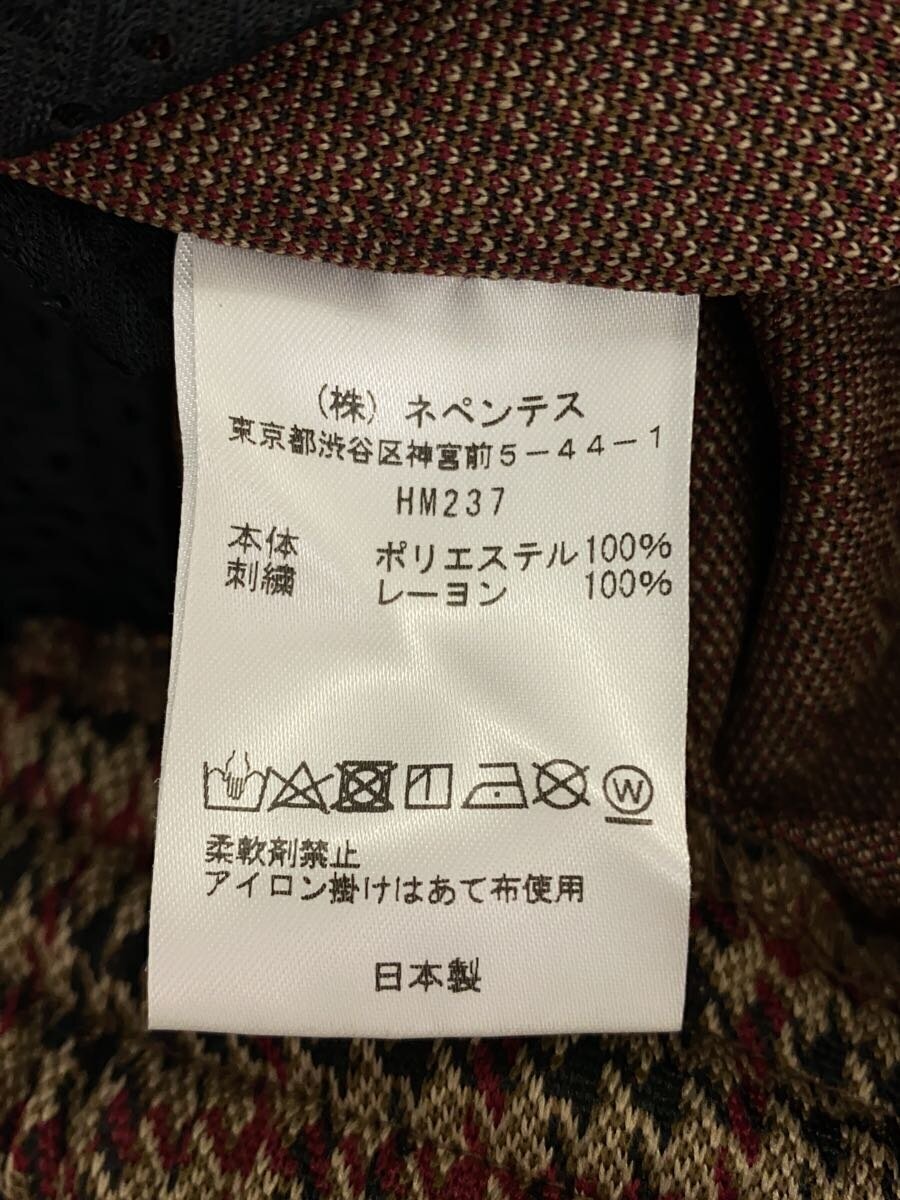 (株) ネペンテス
東京都渋谷区神宮前5-44-1
HM237
本体 ポリエステル100%
刺繍 レーヨン 100%
W
柔軟剤禁止
アイロン掛けはあて布使用
日本製